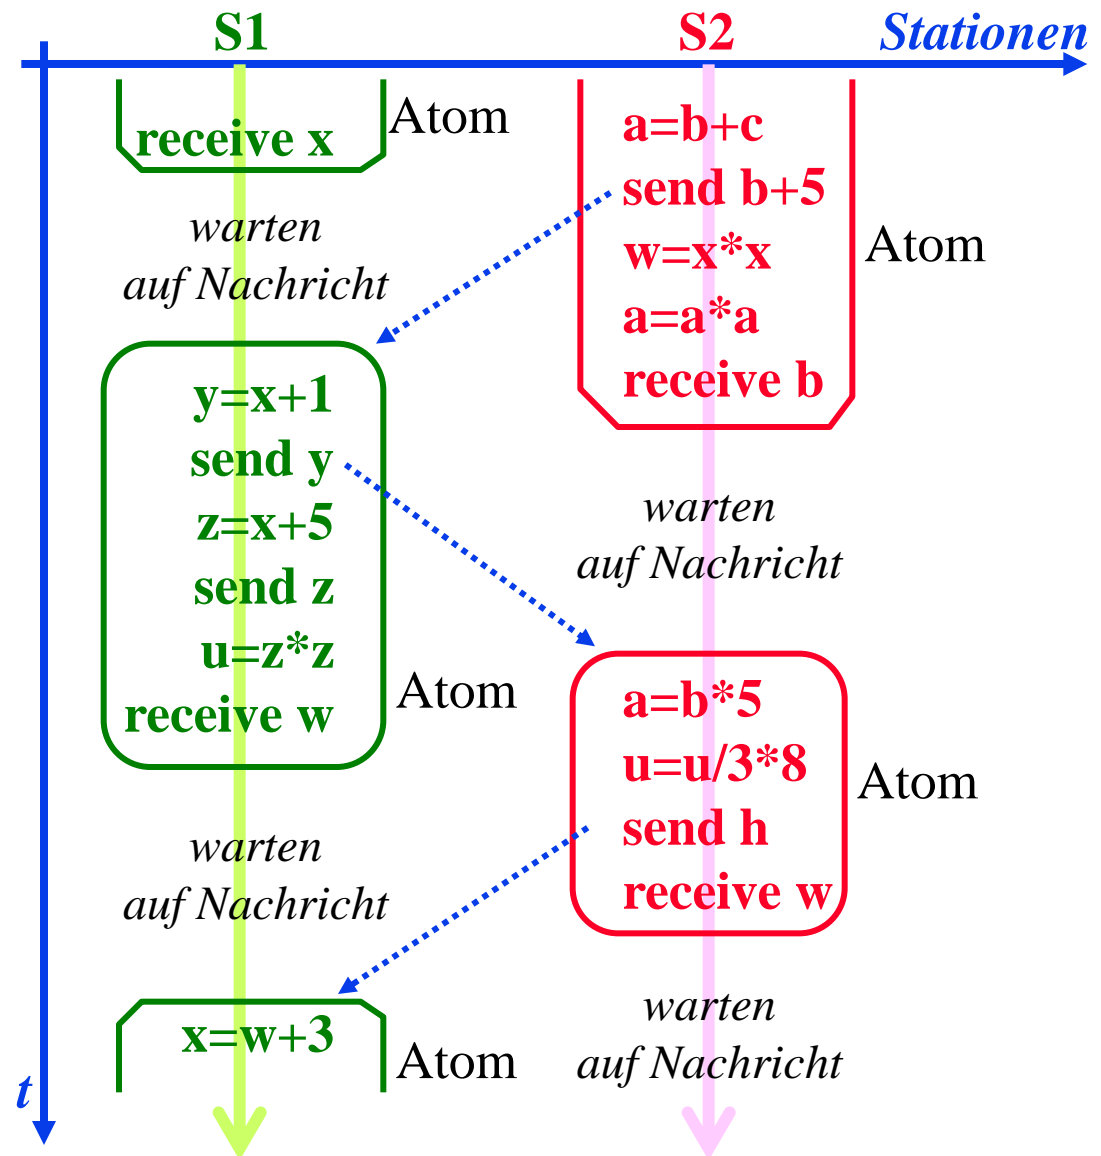 S1
S2
Stationen
receive x
Atom
warten
auf Nachricht
y=x+1
send y
z=x+5
send z
u=z*z
receive w
Atom
warten
auf Nachricht
x=w+3
Atom
a=b+c
send b+5
w=x*x
a=a*a
receive b
Atom
warten
auf Nachricht
a=b*5
u=u/3*8
send h
receive w
Atom
warten
auf Nachricht
t